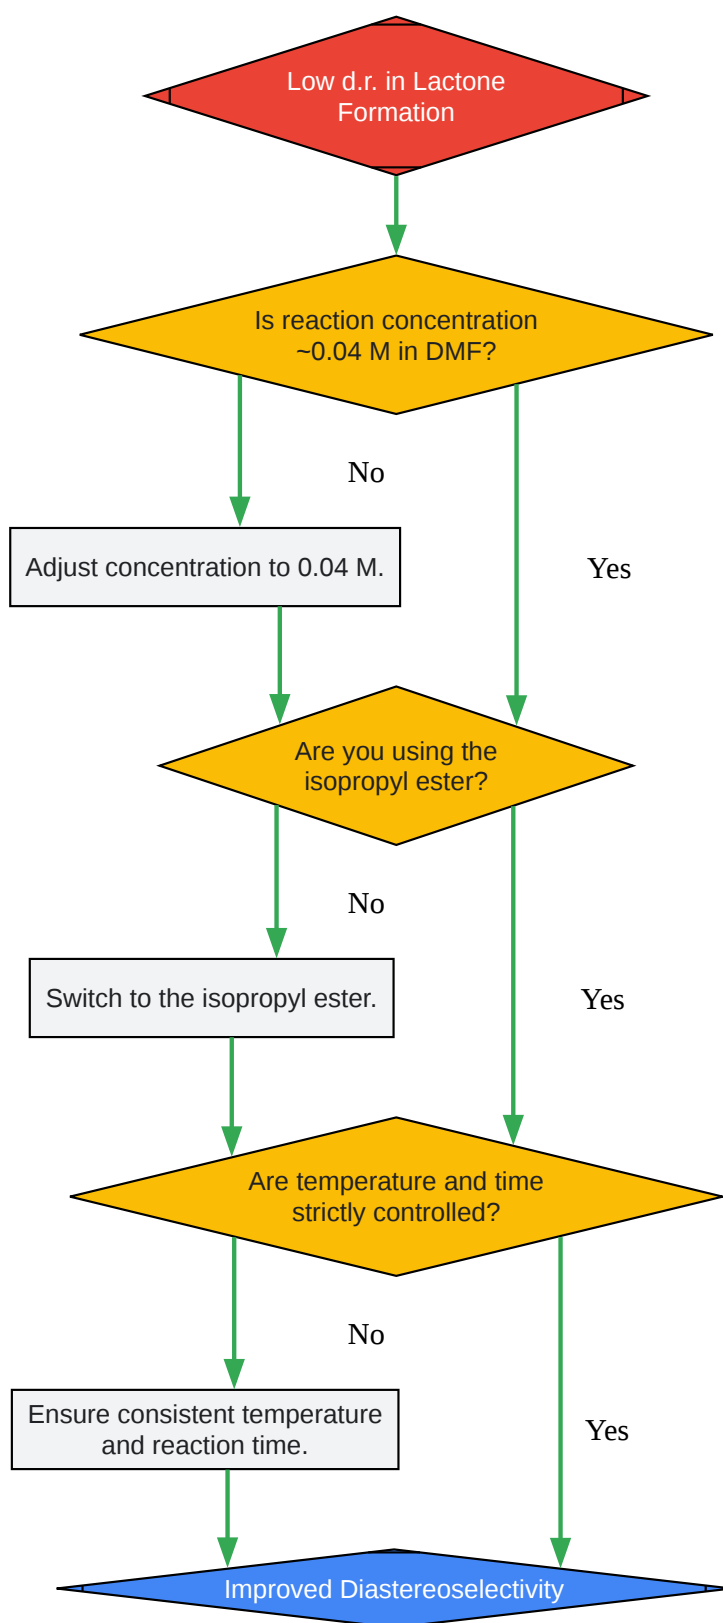 Low d.r. in Lactone
Formation
Is reaction concentration
~0.04 M in DMF?
No
Adjust concentration to 0.04 M.
Yes
Are you using the
isopropyl ester?
No
Switch to the isopropyl ester.
Yes
Are temperature and time
strictly controlled?
No
Ensure consistent temperature
and reaction time.
Yes
Improved Diastereoselectivity